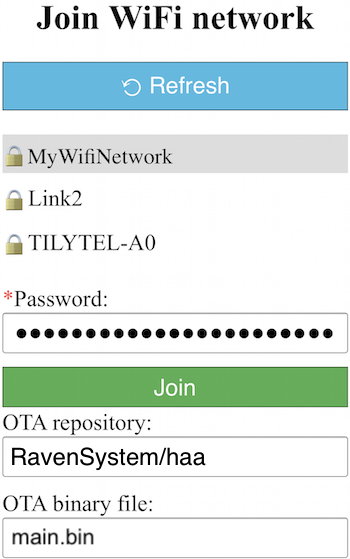 Join WiFi network
Refresh
MyWifiNetwork
Link2
TILYTEL-A0
*Password:
Join
OTA repository:
RavenSystem/haa
OTA binary file:
main.bin